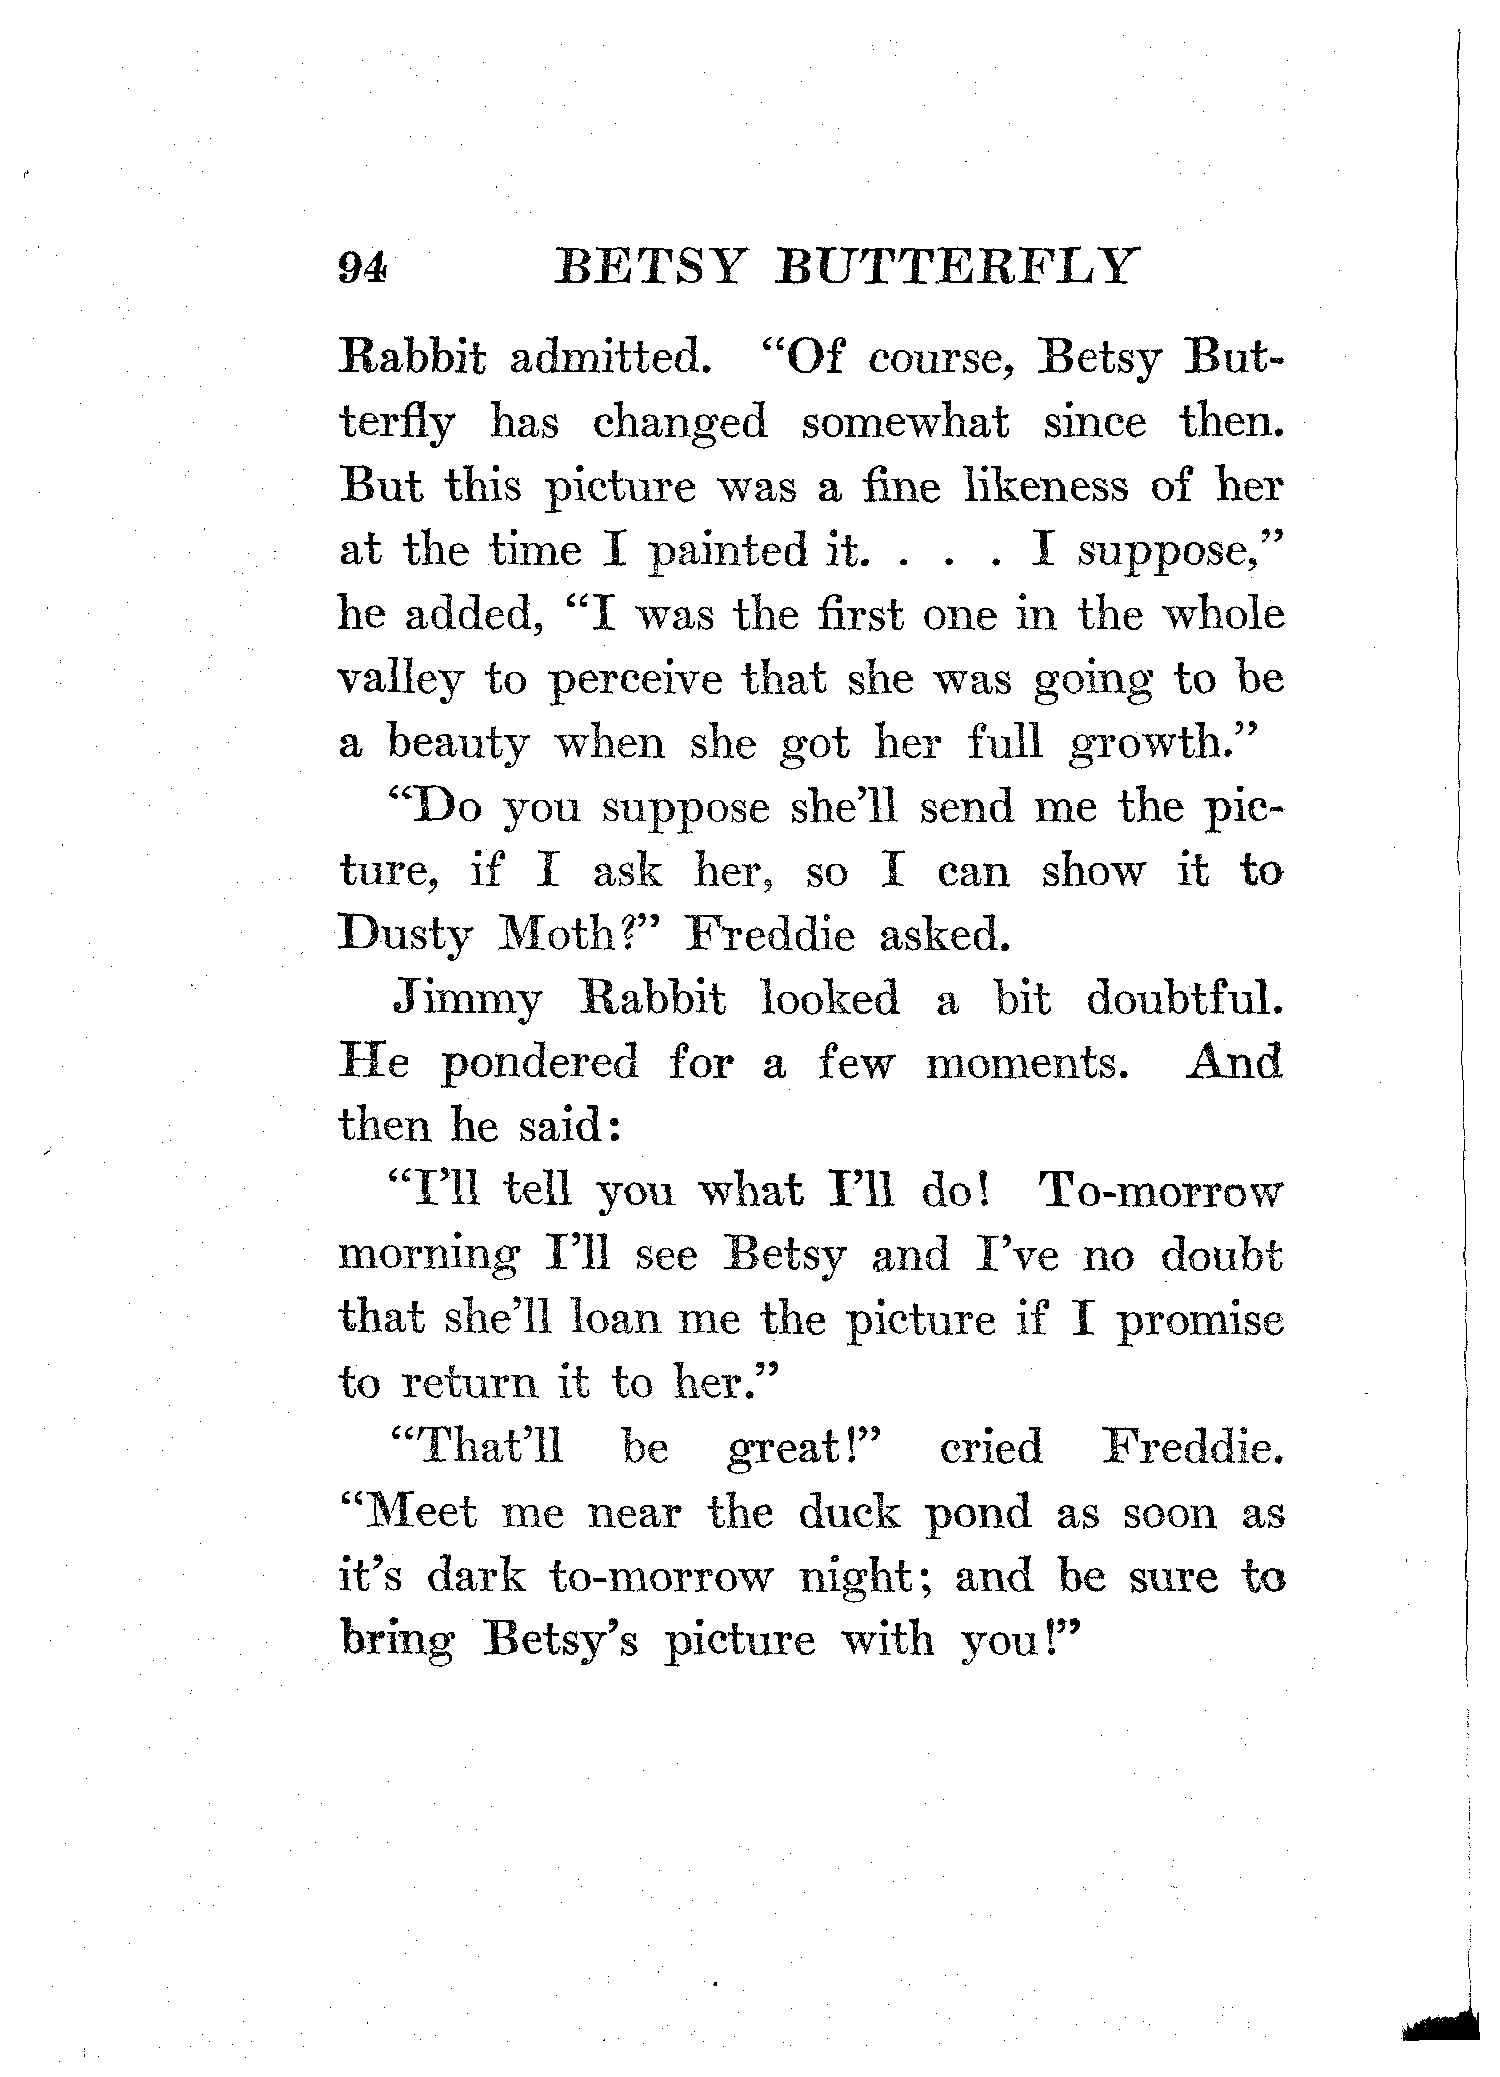 94 BETSY BUTTERFLY
Rabbit admitted. “Of course, Betsy But-
terfly has changed somewhat since then.
But this picture was a fine likeness of her
at the time I painted it. . . . I suppose,”
he added, “I was the first one in the whole
valley to perceive that she was going to be
a beauty when she got her full growth.”
“Do you suppose she’ll send me the pic-
ture, if I ask her, so I can show it to
Dusty Moth?” Freddie asked.
Jimmy Rabbit looked a bit doubtful.
He pondered for a few moments. And
then he said:
“I’ll tell you what I’ll do! To-morrow
morning I’ll see Betsy and I’ve no doubt
that she’ll loan me the picture if I promise
to return it to her.”
“That’ll be great!” cried Freddie.
“Meet me near the duck pond as soon as
it’s dark to-morrow night; and be sure to
bring Betsy’s picture with you!”